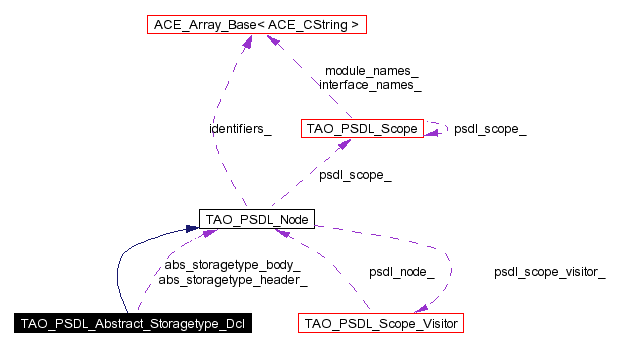 ACE_Array_Base< ACE_CString >
module_names_
interface_names_
identifiers_
TAO_PSDL_Scope
psdl_scope_
psdl_scope_
TAO_PSDL_Node
abs_storagetype_body_
abs_storagetype_header_
psdl_node_
psdl_scope_visitor_
TAO_PSDL_Abstract_Storagetype_Dcl
TAO_PSDL_Scope_Visitor